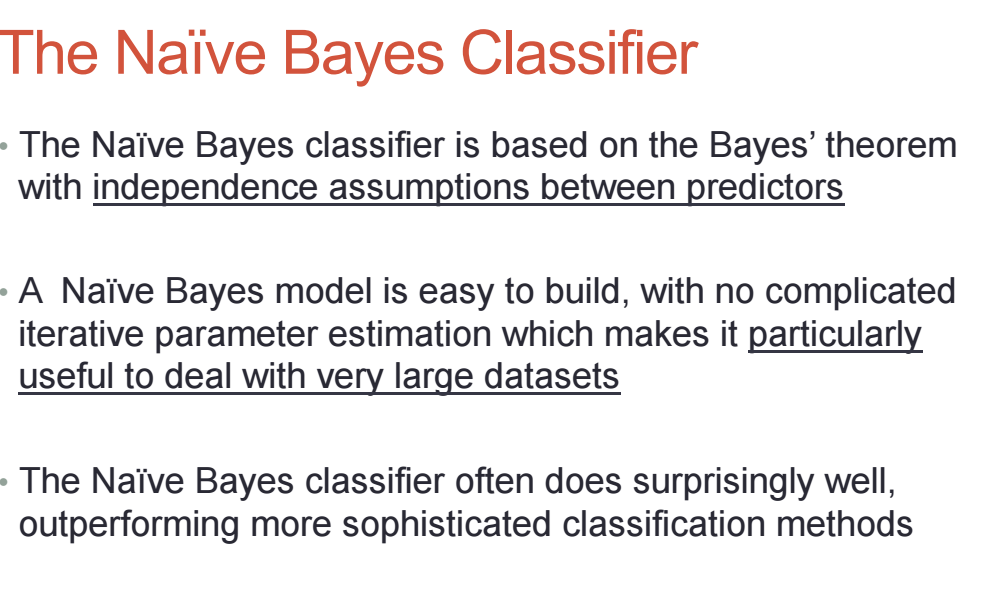 The Naïve Bayes Classifier
• The Naïve Bayes classifier is based on the Bayes’ theorem
with independence assumptions between predictors
• A  Naïve Bayes model is easy to build, with no complicated
iterative parameter estimation which makes it particularly
useful to deal with very large datasets
• The Naïve Bayes classifier often does surprisingly well,
outperforming more sophisticated classification methods